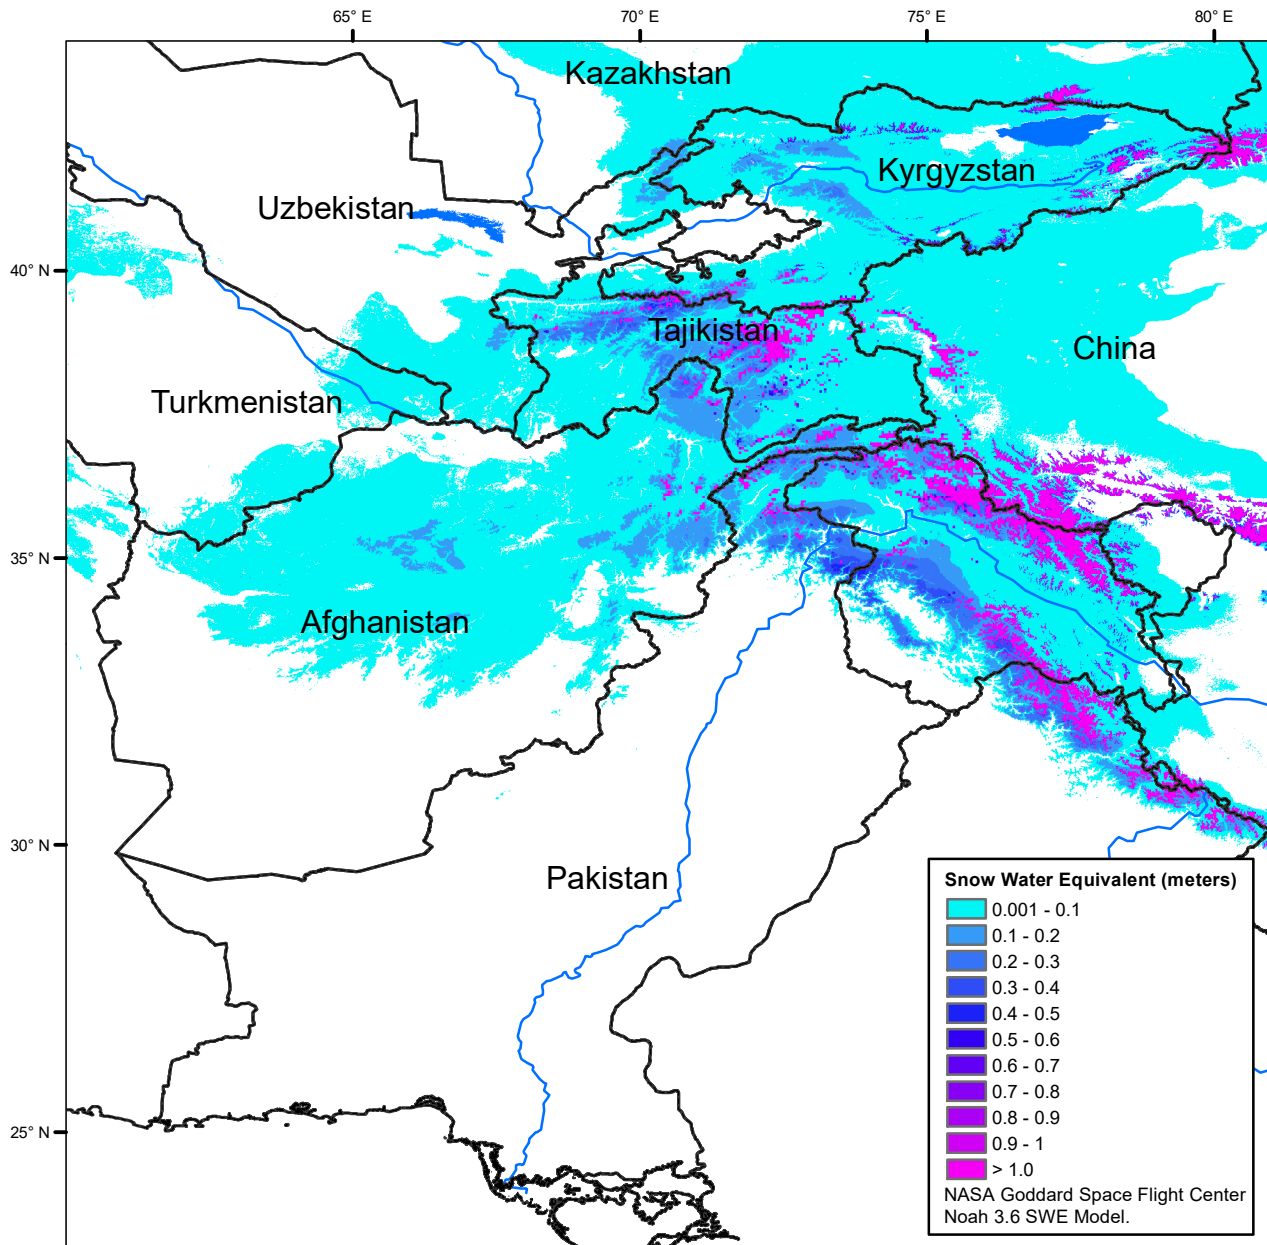 65° E
70° E
75° E
80° E
Kazakhstan
Kyrgyzstan
Uzbekistan
40° N
Tajikistan
China
Turkmenistan
35° N
Afghanistan
30° N
Pakistan
25° N
Snow Water Equivalent (meters)
0.001 - 0.1
0.1 - 0.2
0.2 - 0.3
0.3 - 0.4
0.4 - 0.5
0.5 - 0.6
0.6 - 0.7
0.7 - 0.8
0.8 - 0.9
0.9 - 1
> 1.0
NASA Goddard Space Flight Center
Noah 3.6 SWE Model.